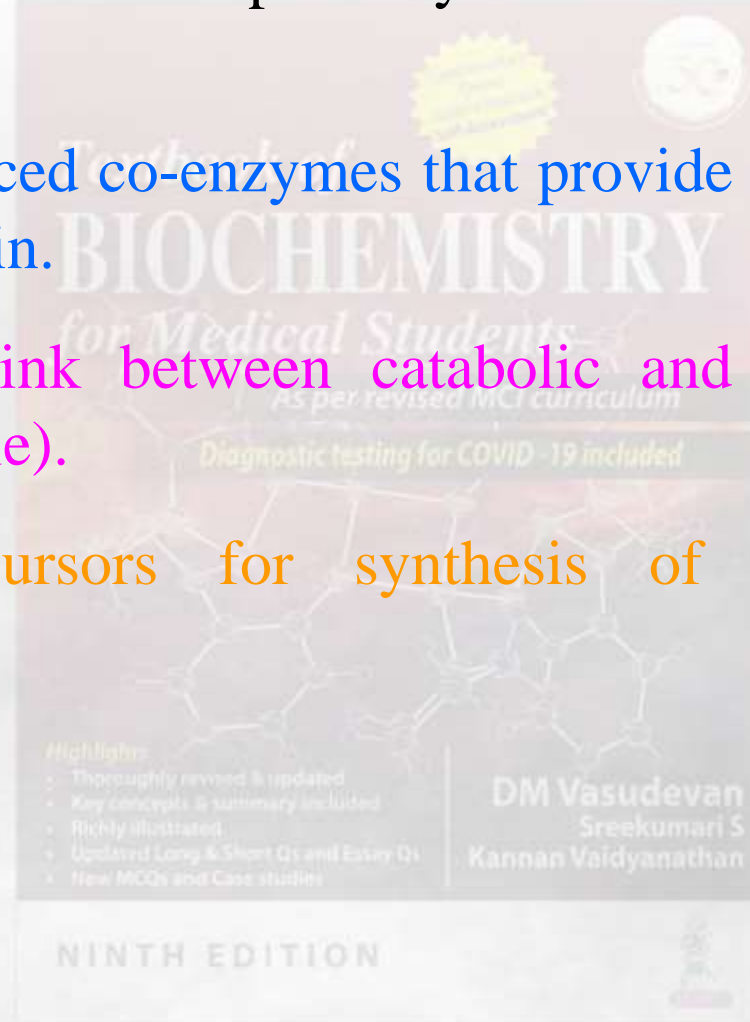 Textbook of
ced co-enzymes that provide
in.
BIOCHEMISTRY
for Medical Students
ink between catabolic and
As per revised MCI curriculum
le).
Diagnostic testing for COVID -19 included
ursors for synthesis of
Highlights
• Thoroughly revised & updated
• Key concepts & summary included
• Richly illustrated
• Updated Long & Short Qs and Essay Qs
• New MCQs and Case studies
DM Vasudevan
Sreekumari S
Kannan Vaidyanathan
NINTH EDITION